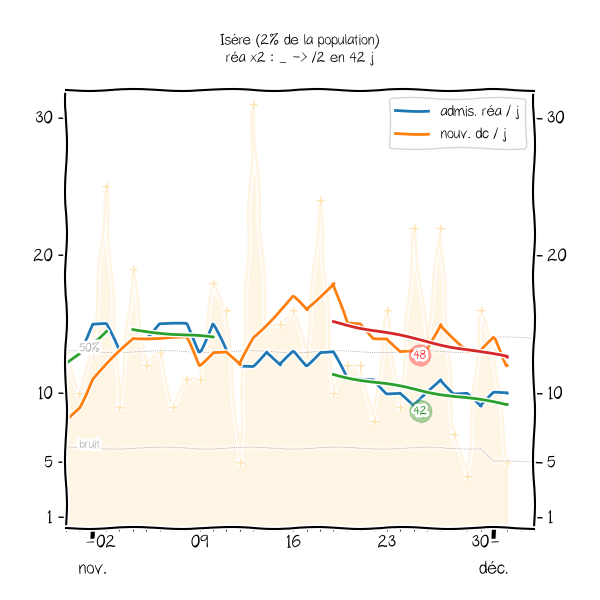 Isère (2% de la population)
réa x2 : _ -> /2 en 42 j
admis. réa / j
nouv. dc / j
30
30
20
20
50%
48
10
42
10
bruit
5
5
1
1
02
09
16
23
30
nov.
déc.